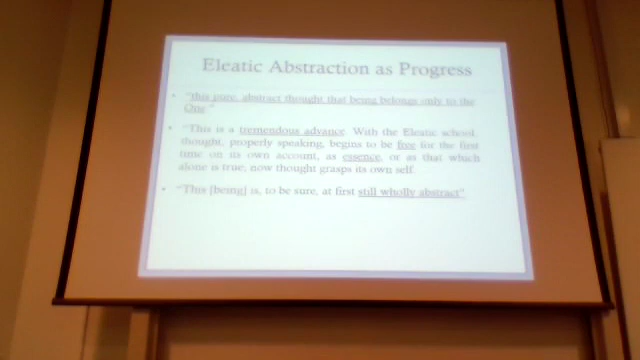 Eleatic Abstraction as Progress
• "this pure, abstract thought that being belongs only to the
One."
• "This is a tremendous advance. With the Eleatic school,
thought, properly speaking, begins to be free for the first
time on its own account, as essence, or as that which
alone is true; now thought grasps its own self.
• "This [being] is, to be sure, at first still wholly abstract"